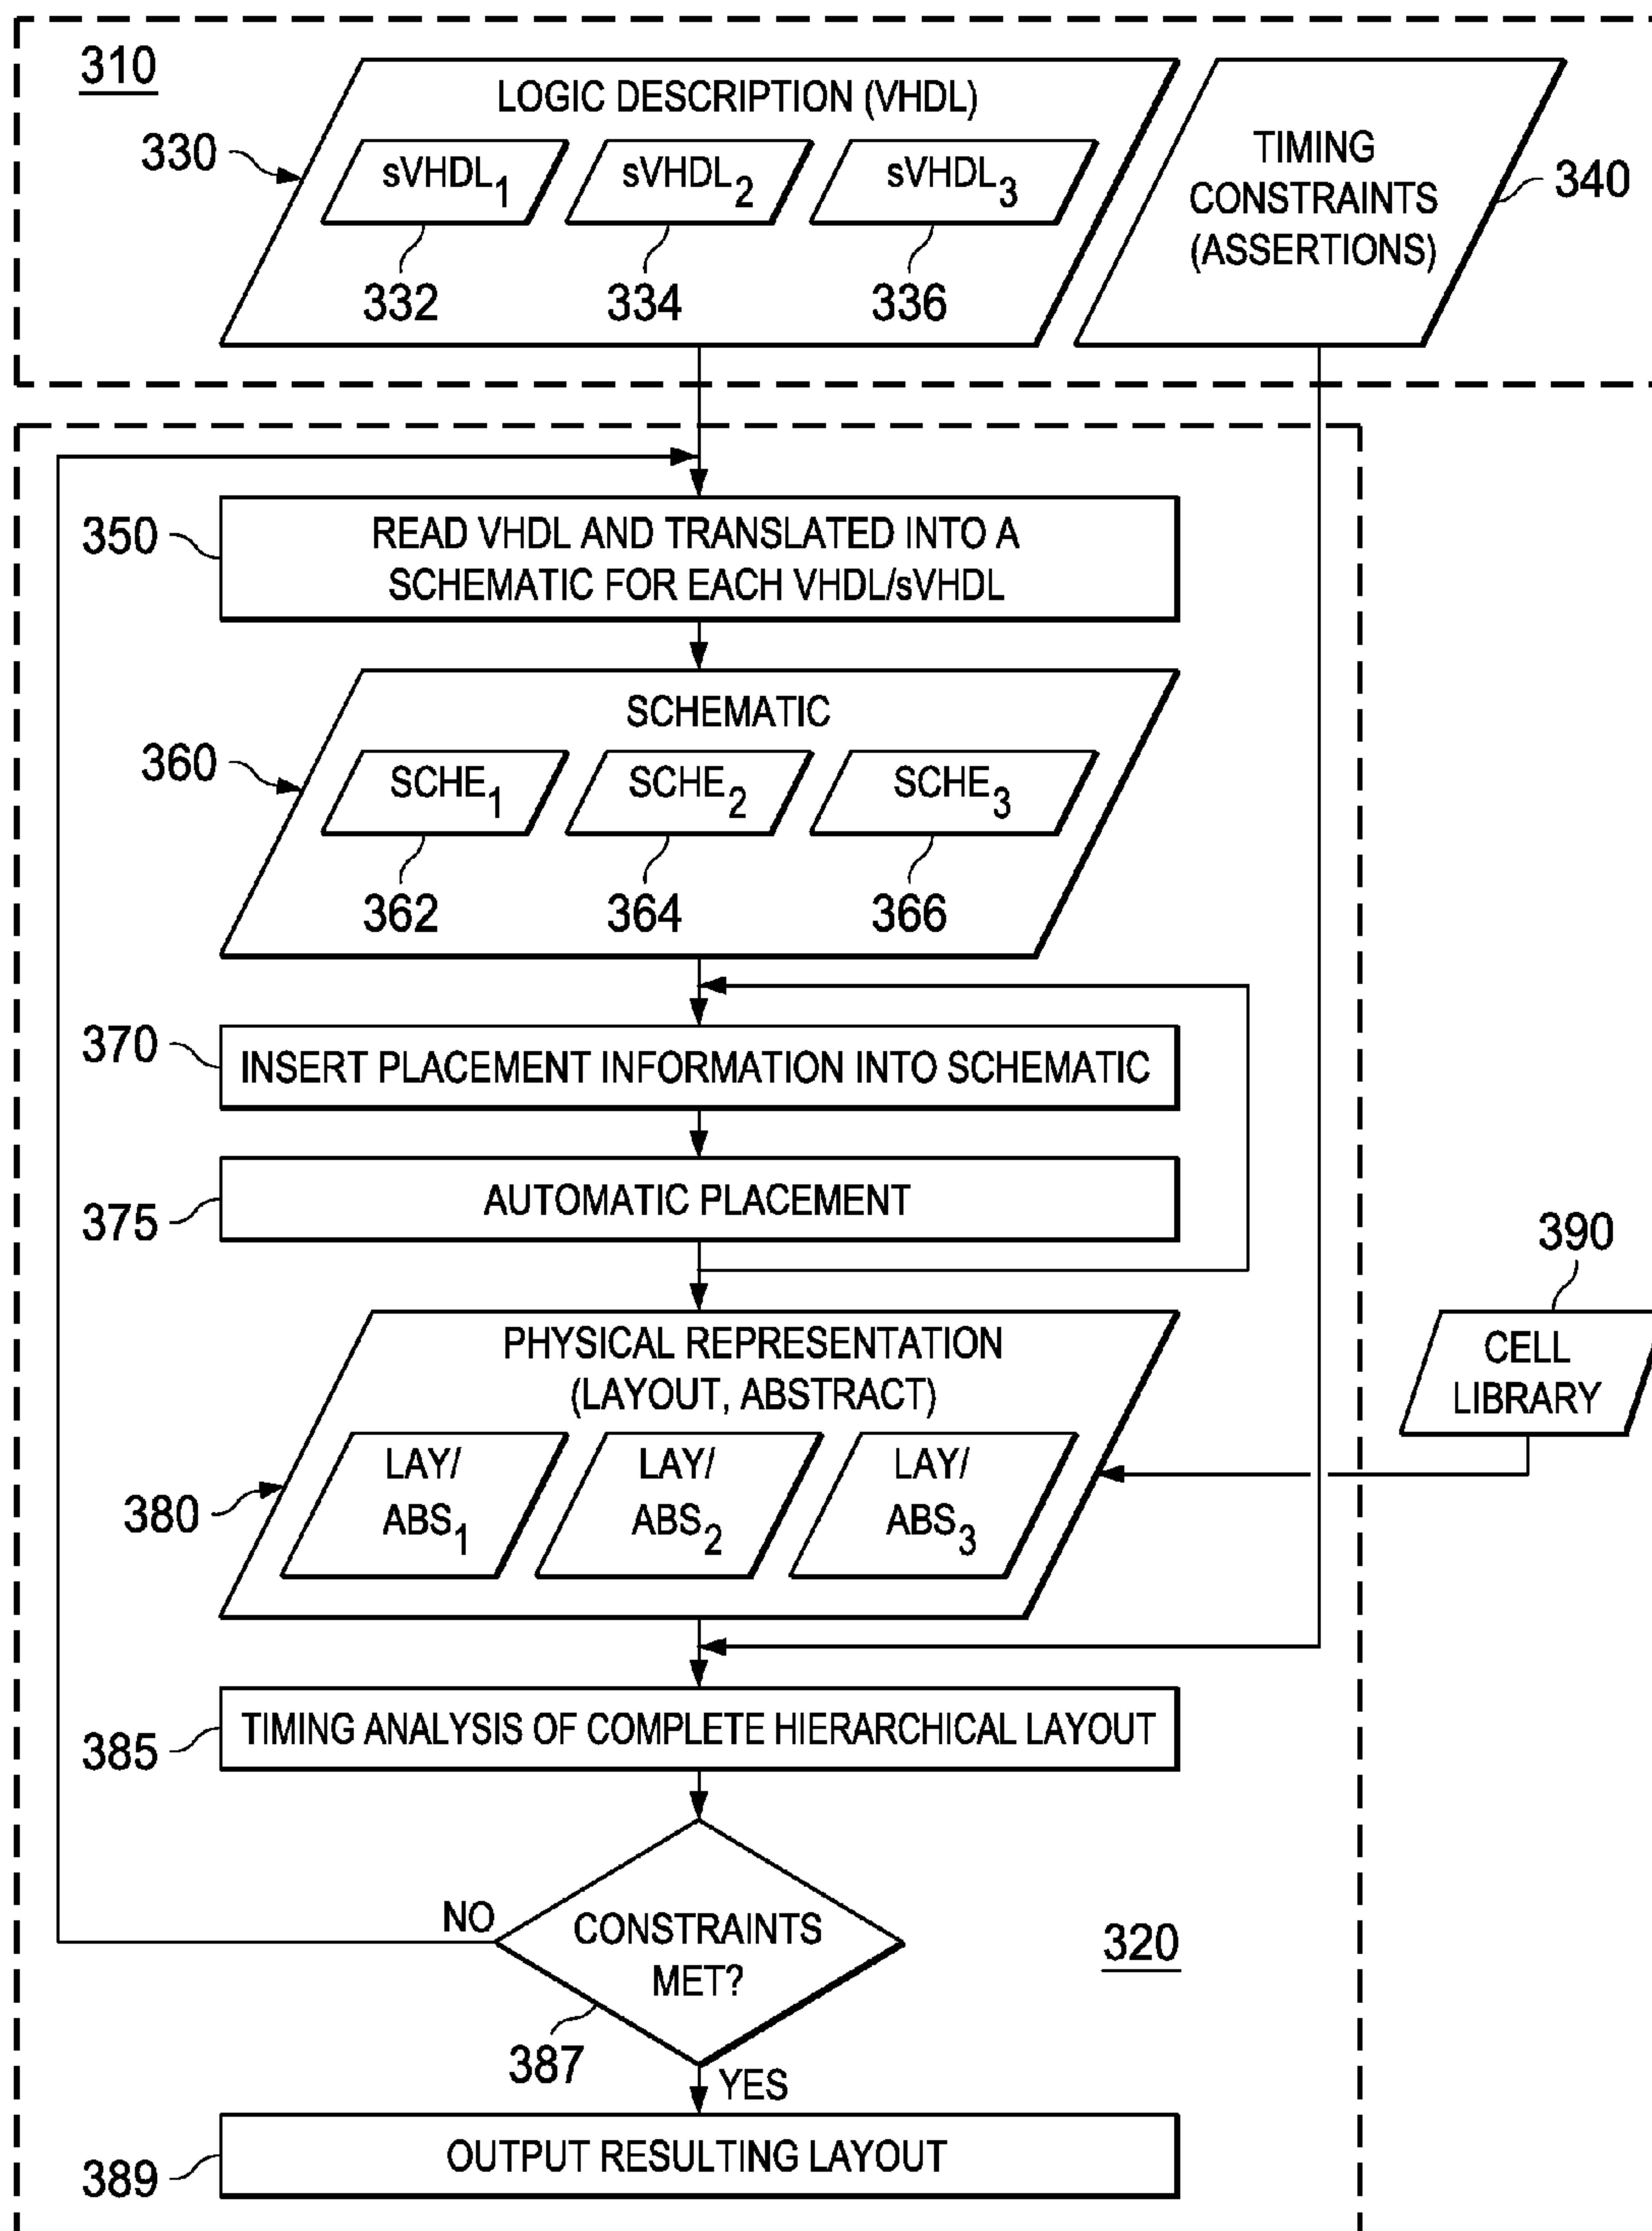 310
LOGIC DESCRIPTION (VHDL)
330
sVHDL1
sVHDL2
sVHDL3
332
334
336
TIMING
CONSTRAINTS
(ASSERTIONS)
340
350
READ VHDL AND TRANSLATED INTO A
SCHEMATIC FOR EACH VHDL/sVHDL
SCHEMATIC
360
SCHE1
SCHE2
SCHE3
362
364
366
370
INSERT PLACEMENT INFORMATION INTO SCHEMATIC
375
AUTOMATIC PLACEMENT
390
CELL
LIBRARY
PHYSICAL REPRESENTATION
(LAYOUT, ABSTRACT)
380
LAY/
ABS1
LAY/
ABS2
LAY/
ABS3
385
TIMING ANALYSIS OF COMPLETE HIERARCHICAL LAYOUT
NO
CONSTRAINTS
MET?
320
387
YES
389
OUTPUT RESULTING LAYOUT